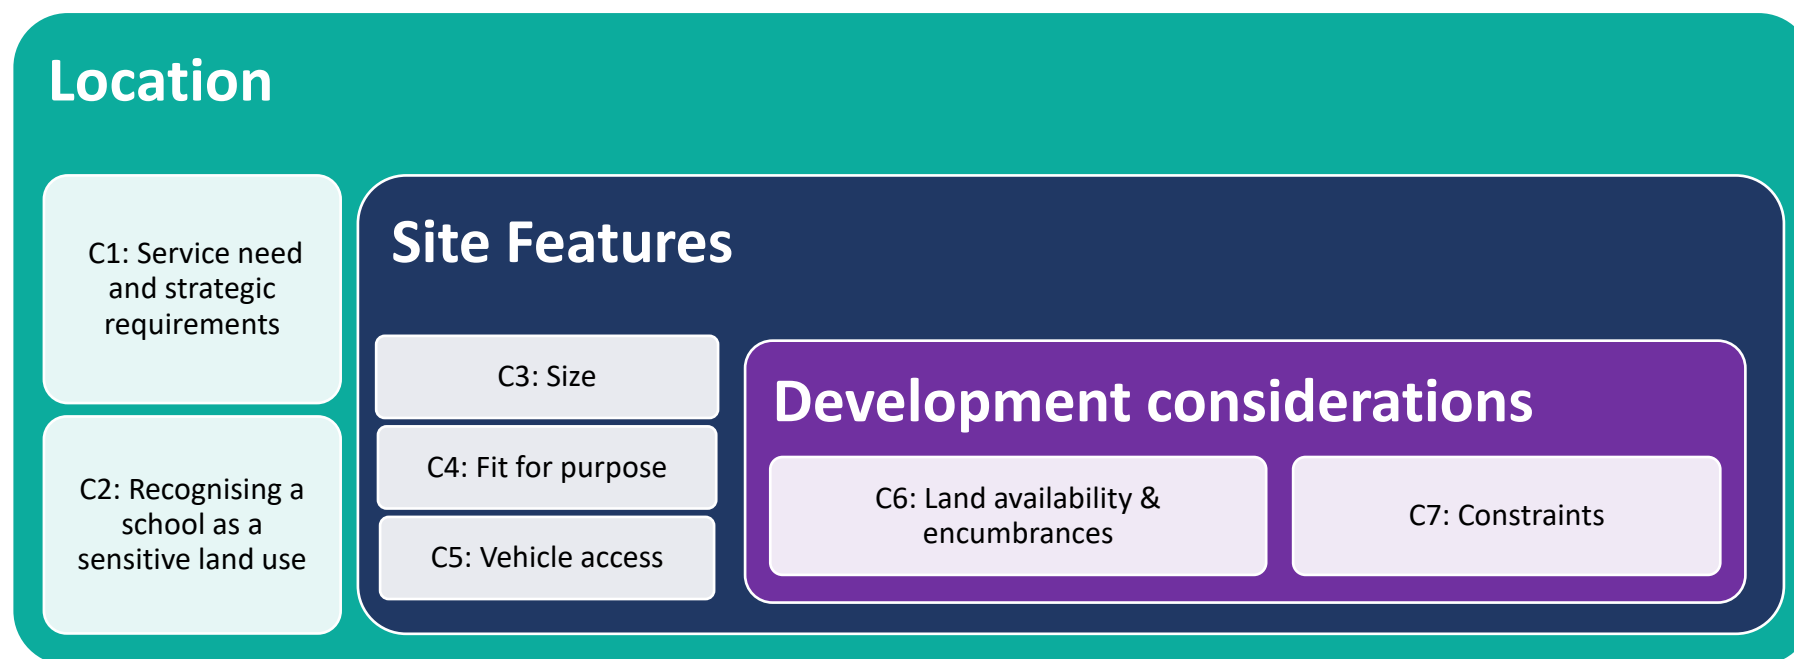 Location
C1: Service need
and strategic
requirements
C2: Recognising a
school as a
sensitive land use
Site Features
C3: Size
C4: Fit for purpose
C5: Vehicle access
Development considerations
C6: Land availability &
encumbrances
C7: Constraints